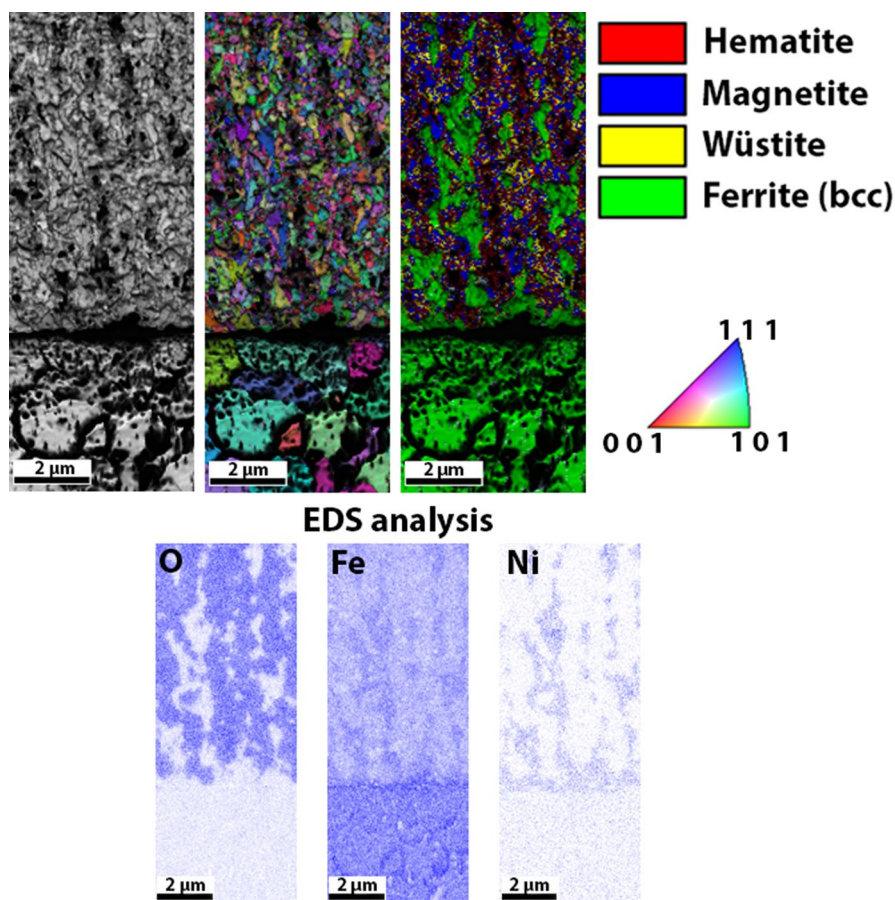 Hematite
Magnetite
Wüstite
Ferrite (bcc)
1 1 1
0 0 1
1 0 1
2 µm
2 µm
2 µm
EDS analysis
O
Fe
Ni
2 µm
2 µm
2 µm